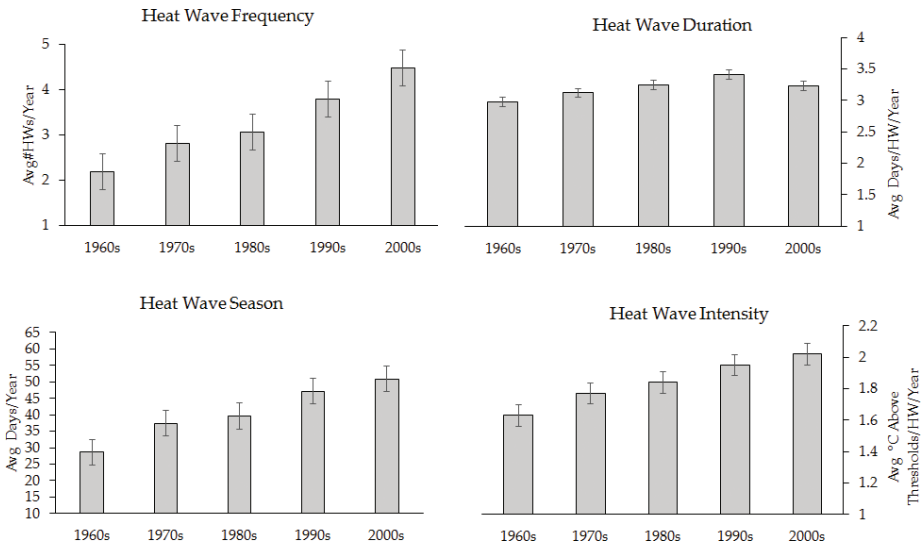 Heat Wave Frequency
Avg#HWs/Year
5
4
3
2
1
1960s 1970s 1980s 1990s 2000s
Heat Wave Duration
4
3.5
3
2.5
2
1.5
1
Avg Days/HW/Year
1960s 1970s 1980s 1990s 2000s
Heat Wave Season
Avg Days/Year
65
60
55
50
45
40
35
30
25
20
15
10
1960s 1970s 1980s 1990s 2000s
Heat Wave Intensity
2.2
2
1.8
1.6
1.4
1.2
1
Avg °C Above
Thresholds/HW/Year
1960s 1970s 1980s 1990s 2000s